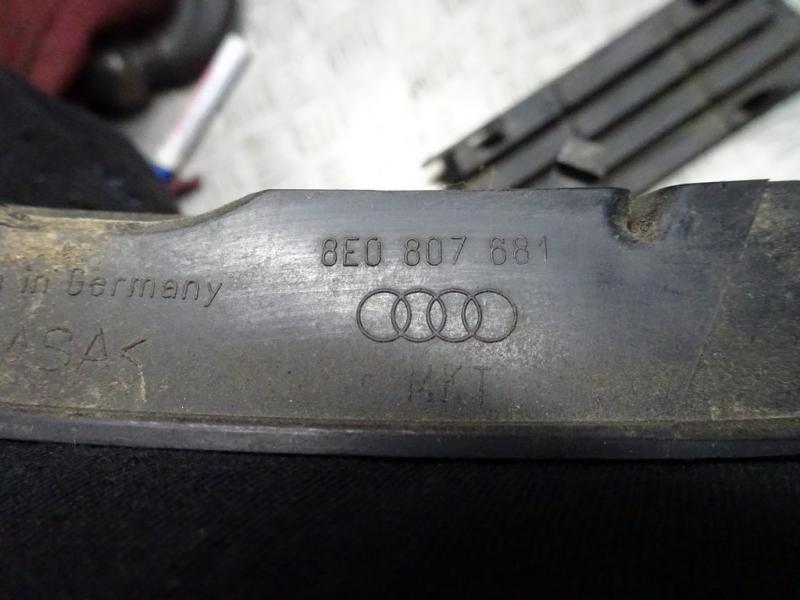 8E0 807 681
in Germany
ASA<
MKT